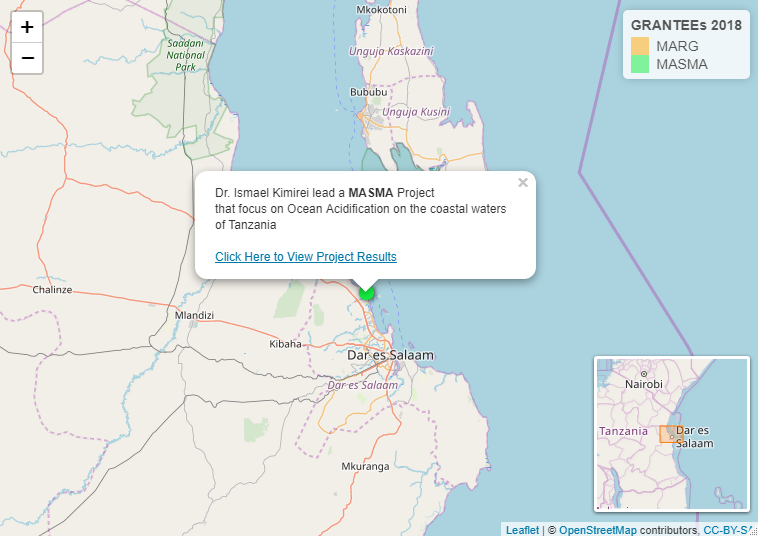 +
−
Mkokotoni
GRANTEEs 2018
MARG
MASMA
Saadani
National
Park
Unguja Kaskazini
Bububu
Unguja Kusini
×
Dr. Ismael Kimirei lead a MASMA Project
that focus on Ocean Acidification on the coastal waters
of Tanzania
Click Here to View Project Results
Chalinze
Mlandizi
Kibaha
Dar es Salaam
Dar es Salaam
Mkuranga
Nairobi
Tanzania
Dar es
Salaam
Leaflet | © OpenStreetMap contributors, CC-BY-SA